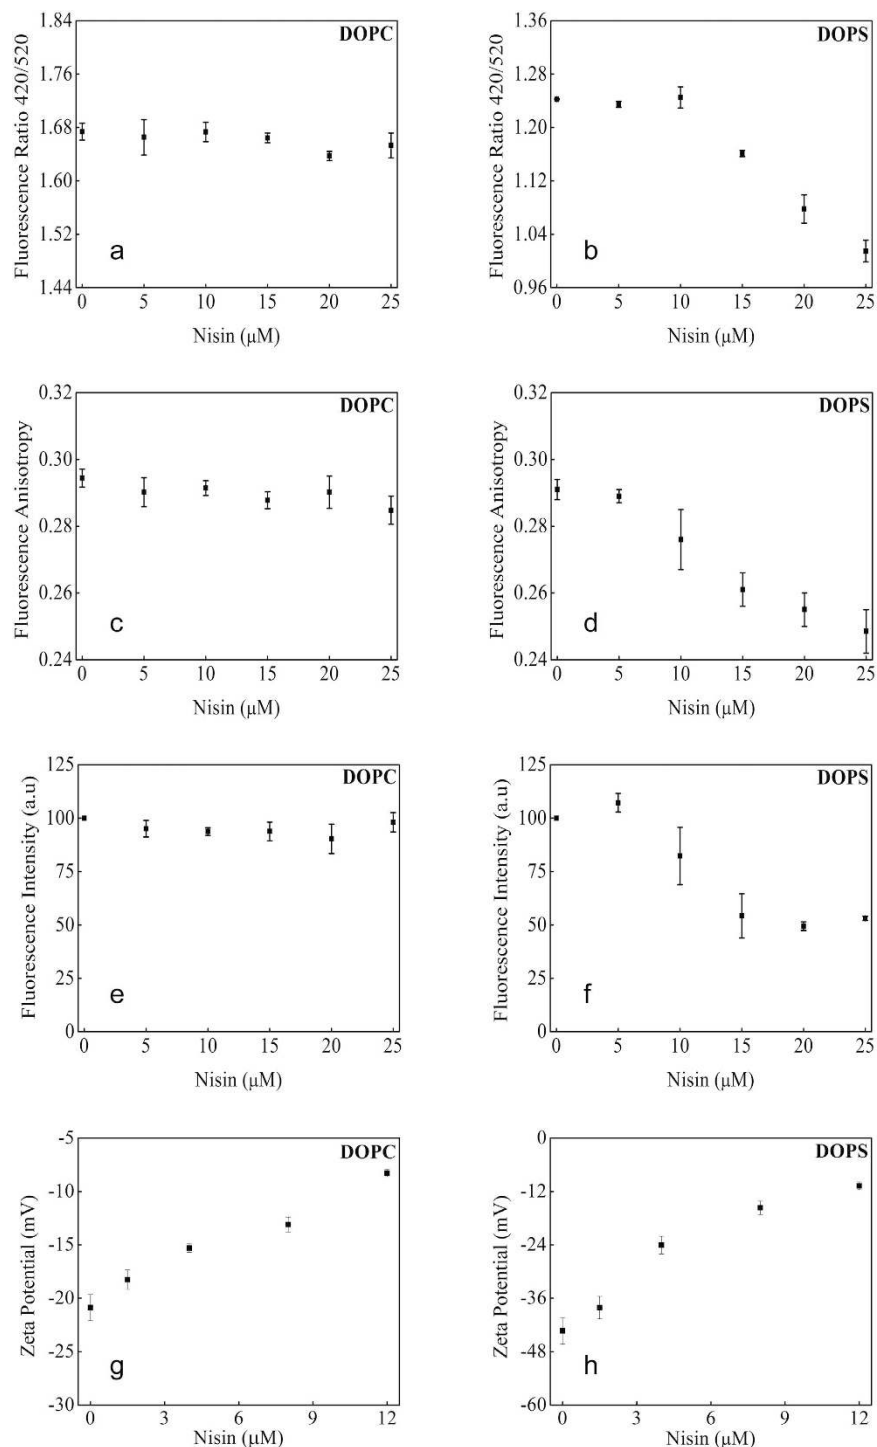 DOPC
Fluorescence Ratio 420/520
1.84
1.76
1.68
1.60
1.52
1.44
a
0 5 10 15 20 25
Nisin (µM)
DOPS
Fluorescence Ratio 420/520
1.36
1.28
1.20
1.12
1.04
0.96
b
0 5 10 15 20 25
Nisin (µM)
DOPC
Fluorescence Anisotropy
0.32
0.30
0.28
0.26
0.24
c
0 5 10 15 20 25
Nisin (µM)
DOPS
Fluorescence Anisotropy
0.32
0.30
0.28
0.26
0.24
d
0 5 10 15 20 25
Nisin (µM)
DOPC
Fluorescence Intensity (a.u)
125
100
75
50
25
0
e
0 5 10 15 20 25
Nisin (µM)
DOPS
Fluorescence Intensity (a.u)
125
100
75
50
25
0
f
0 5 10 15 20 25
Nisin (µM)
DOPC
Zeta Potential (mV)
-5
-10
-15
-20
-25
-30
g
0 3 6 9 12
Nisin (µM)
DOPS
Zeta Potential (mV)
0
-12
-24
-36
-48
-60
h
0 3 6 9 12
Nisin (µM)